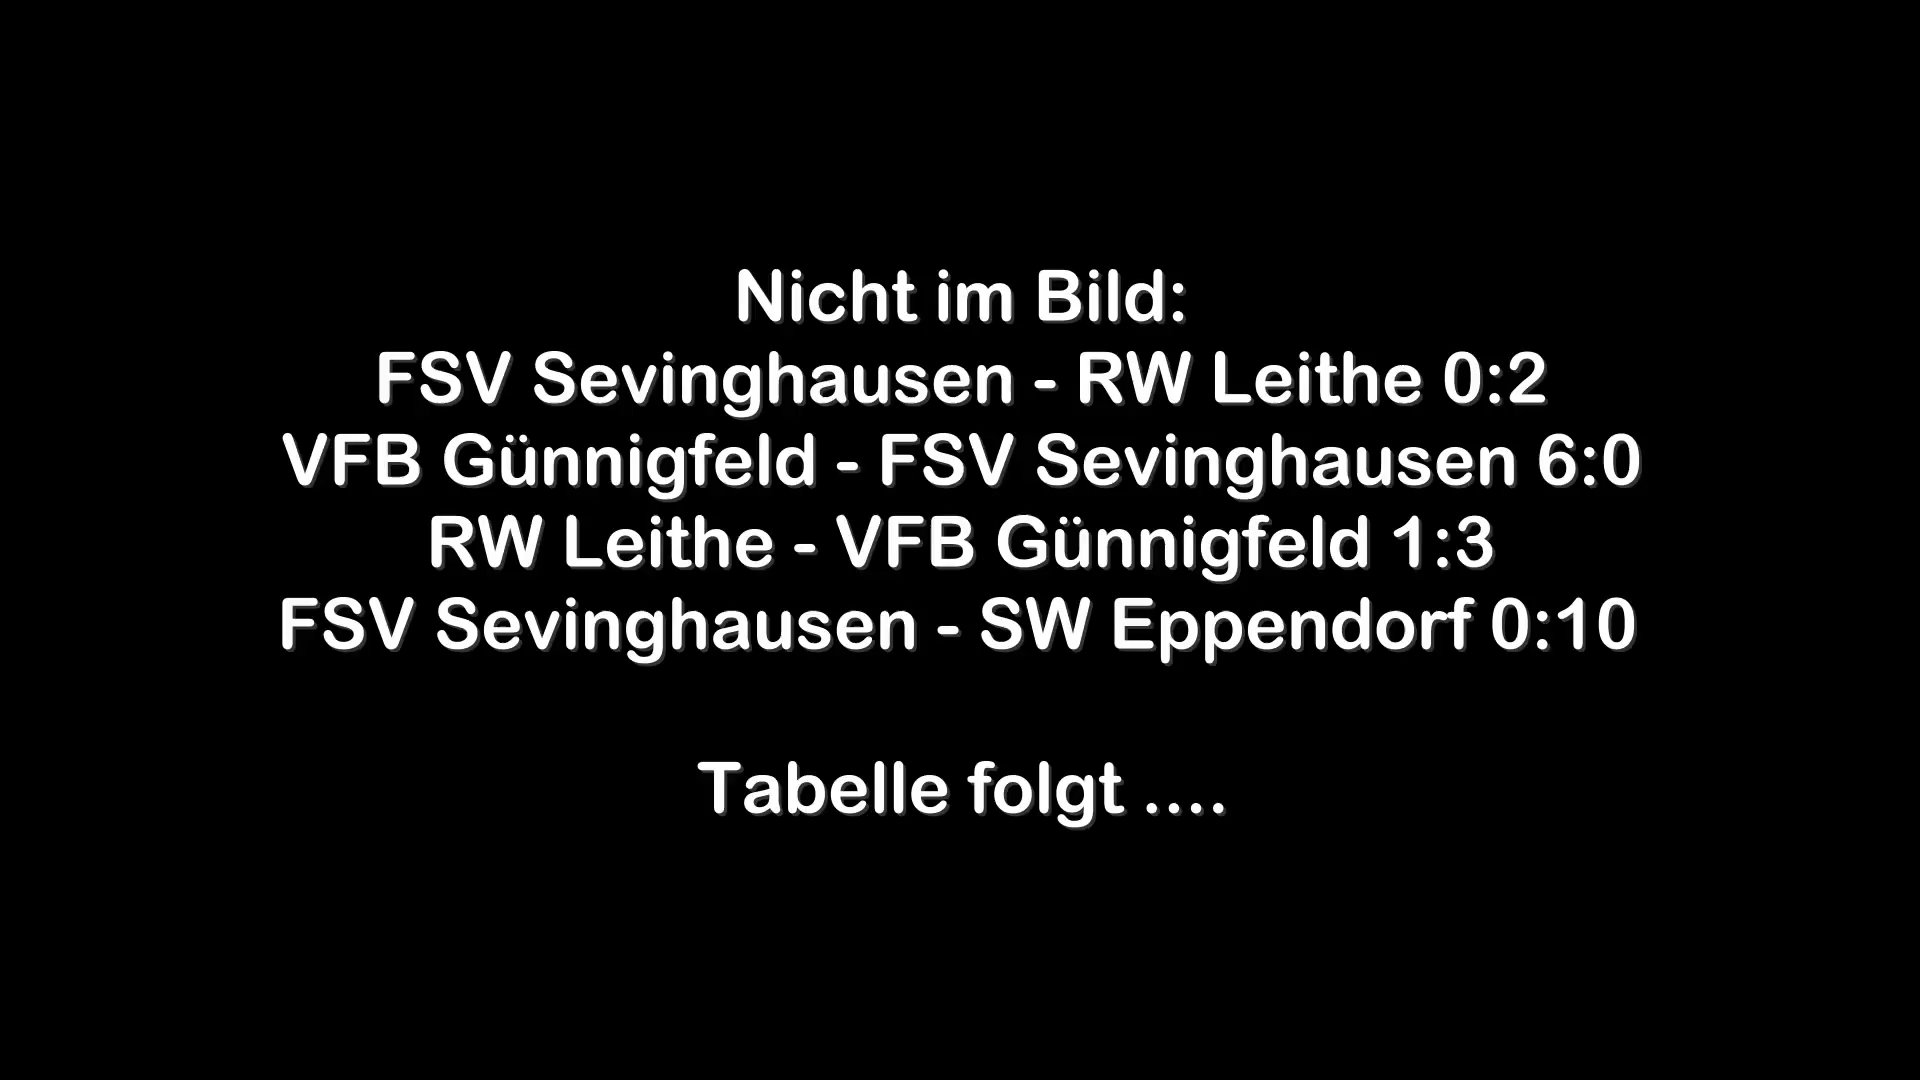 Nicht im Bild:
FSV Sevinghausen - RW Leithe 0:2
VFB Günnigfeld - FSV Sevinghausen 6:0
RW Leithe - VFB Günnigfeld 1:3
FSV Sevinghausen - SW Eppendorf 0:10
Tabelle folgt ....